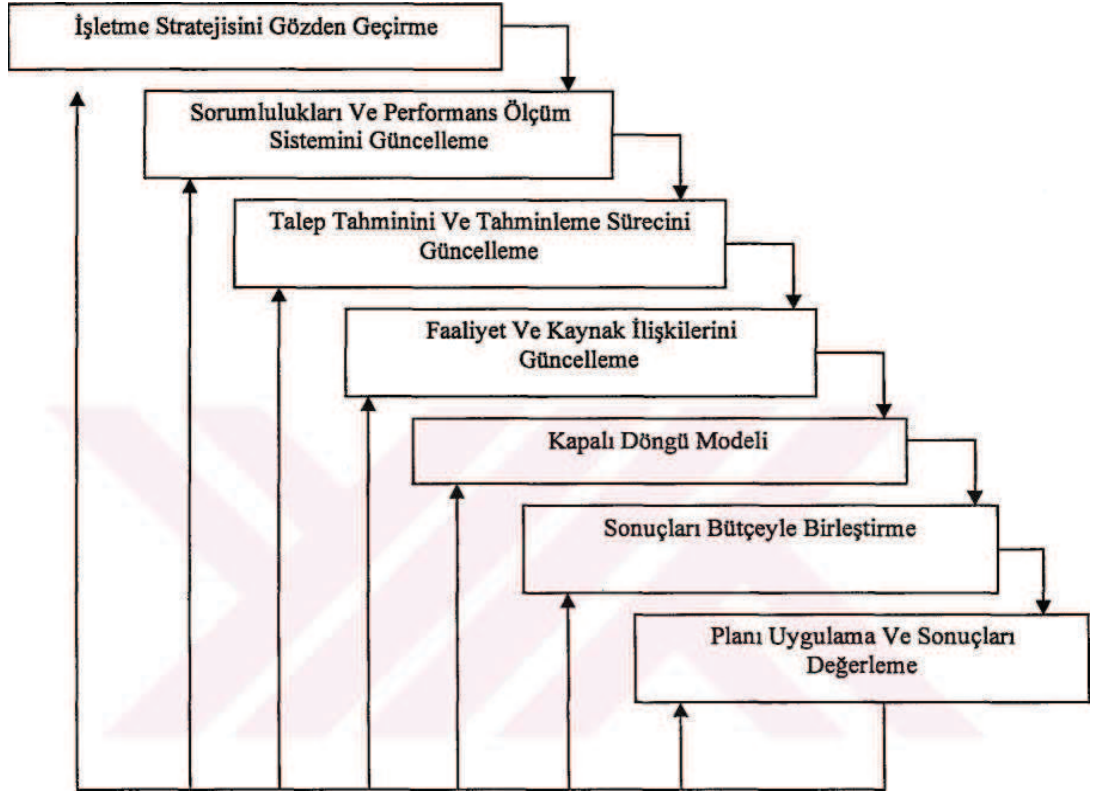 İşletme Stratejisini Gözden Geçirme
Sorumlulukları Ve Performans Ölçüm
Sistemini Güncelleme
Talep Tahminini Ve Tahminleme Sürecini
Güncelleme
Faaliyet Ve Kaynak İlişkilerini
Güncelleme
Kapalı Döngü Modeli
Sonuçları Bütçeyle Birleştirme
Planı Uygulama Ve Sonuçları
Değerleme